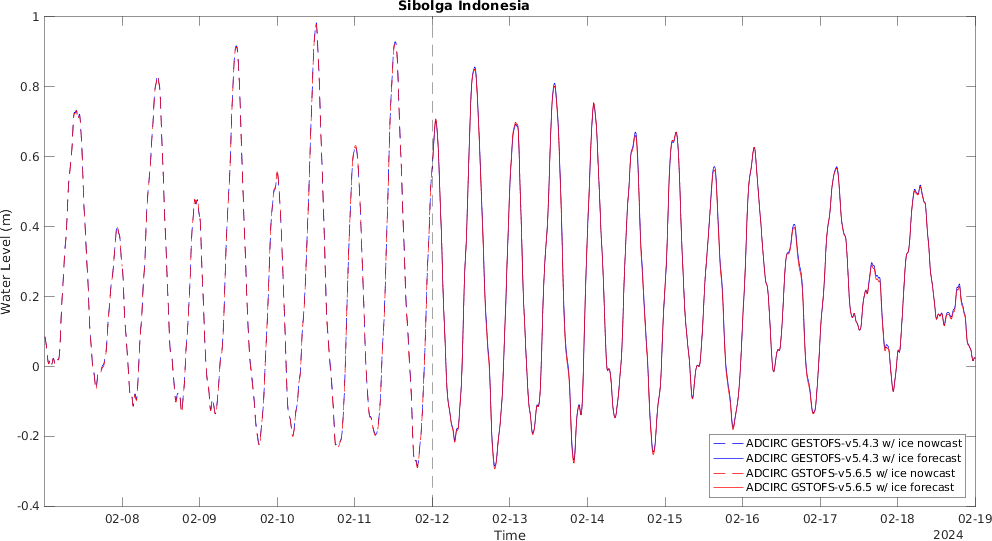 Sibolga Indonesia
Water Level (m)
1
0.8
0.6
0.4
0.2
0
-0.2
-0.4
ADCIRC GESTOFS-v5.4.3 w/ ice nowcast
ADCIRC GESTOFS-v5.4.3 w/ ice forecast
ADCIRC GSTOFS-v5.6.5 w/ ice nowcast
ADCIRC GSTOFS-v5.6.5 w/ ice forecast
02-08 02-09 02-10 02-11 02-12 02-13 02-14 02-15 02-16 02-17 02-18 02-19
Time
2024